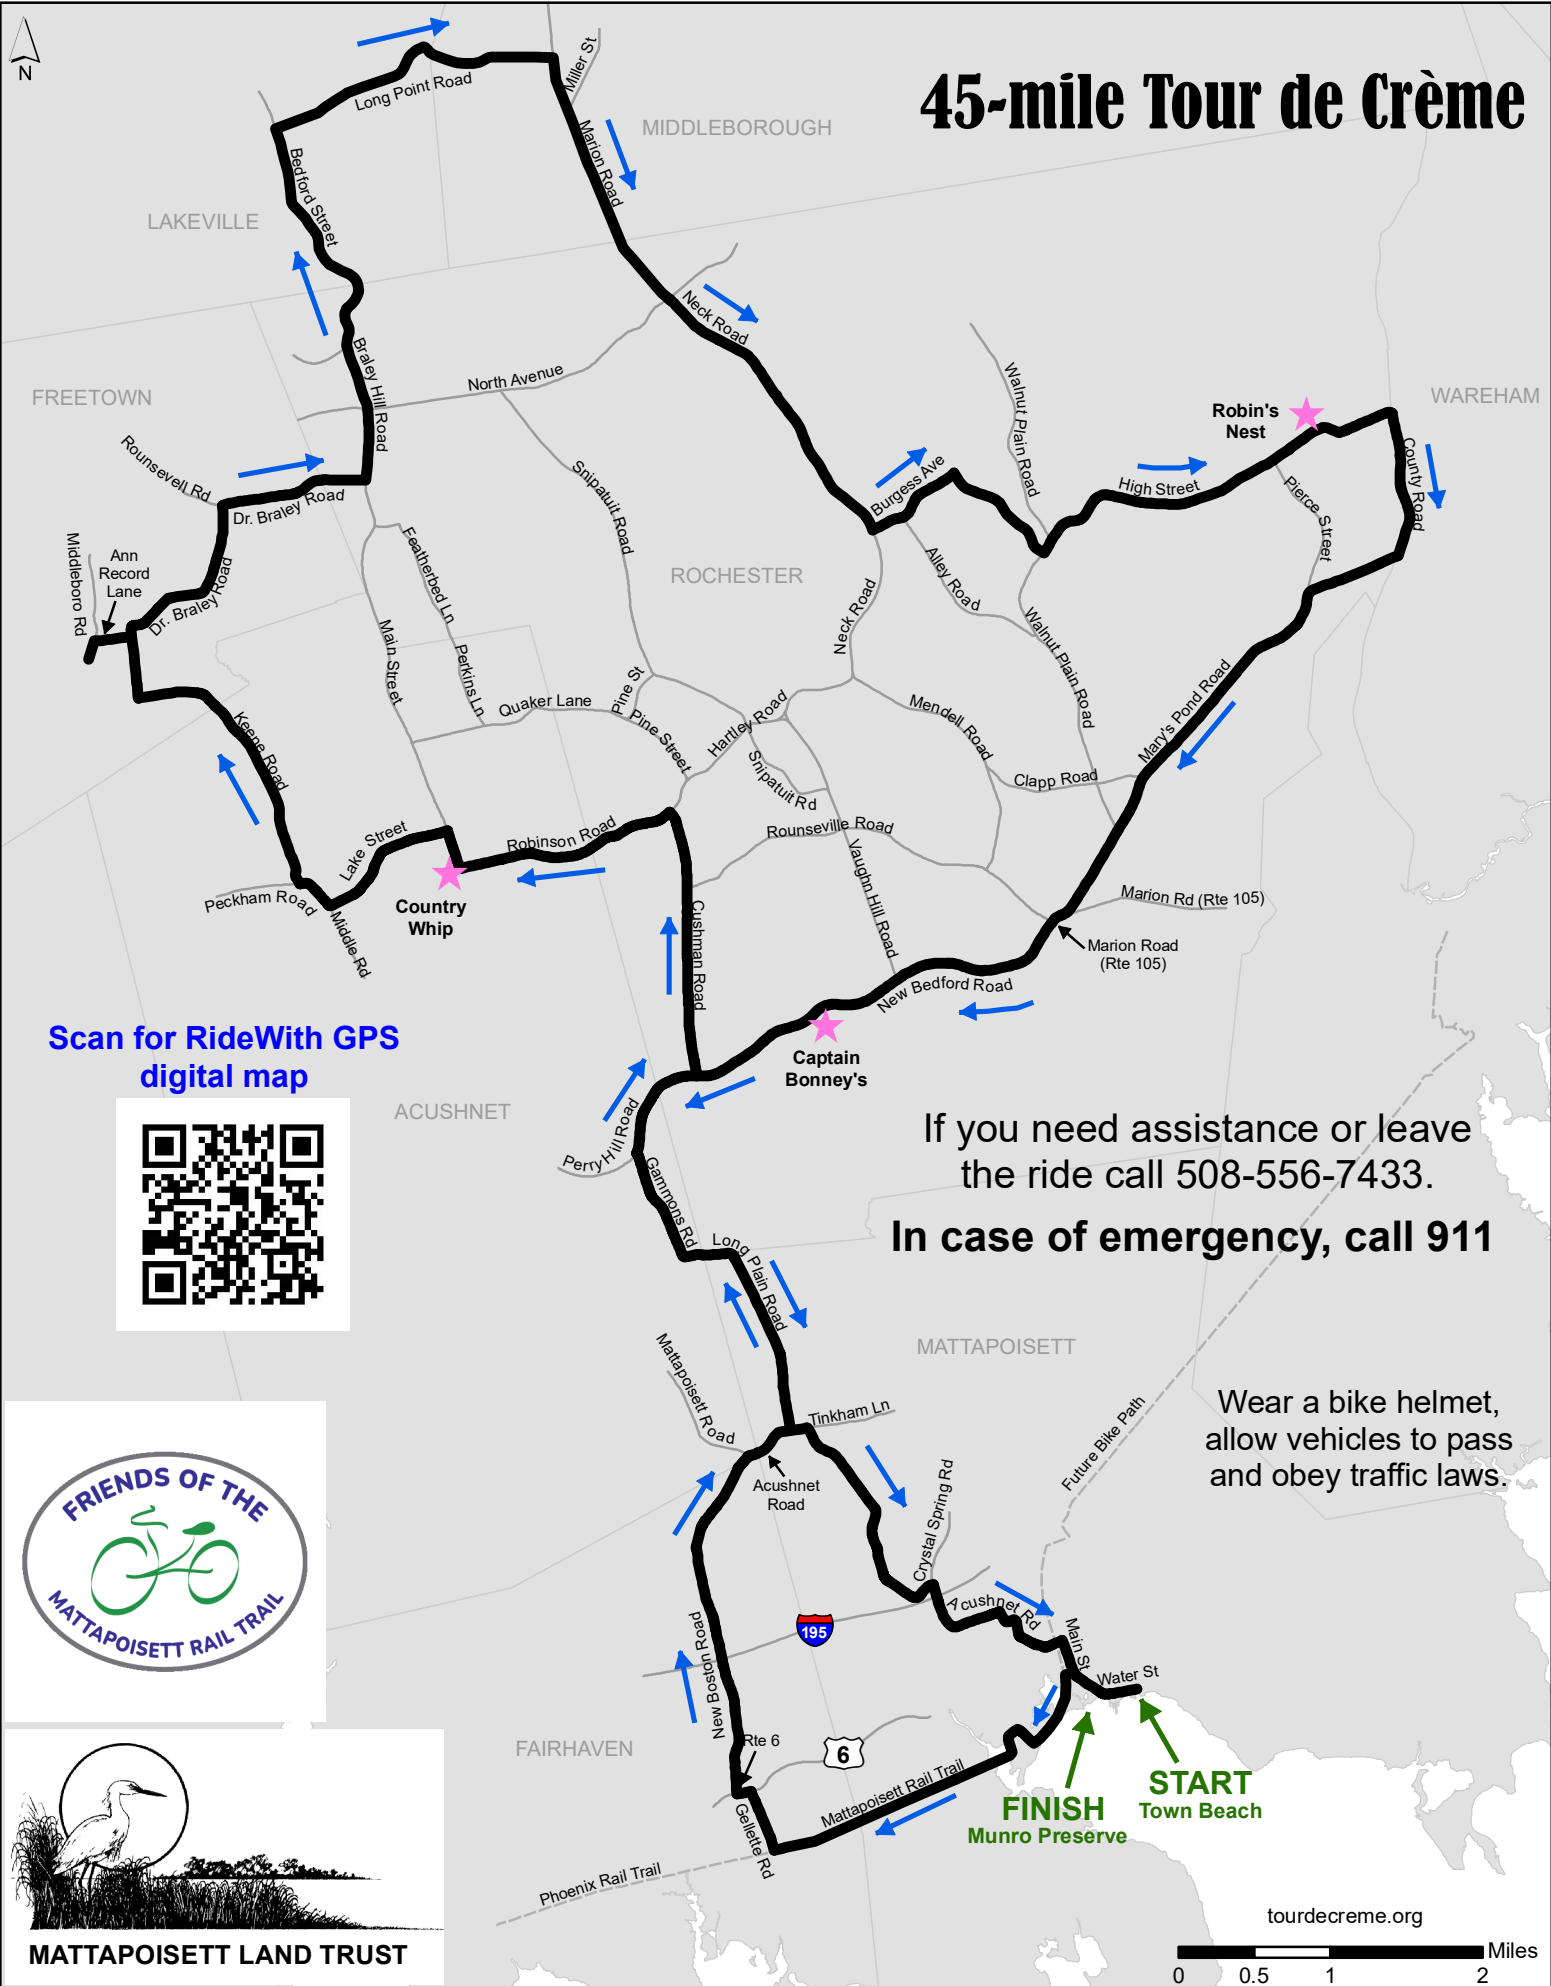 N
45-mile Tour de Crème
Miller St
Long Point Road
MIDDLEBOROUGH
Marion Road
Bedford Street
LAKEVILLE
Neck Road
Braley Hill Road
North Avenue
FREETOWN
Walnut Plain Road
Robin's
Nest
WAREHAM
County Road
Rounsevell Rd
Dr. Braley Road
Snipatuit Road
Burgess Ave
High Street
Pierce Street
Middleboro Rd
Ann
Record
Lane
Dr. Braley Road
Featherbed Ln
ROCHESTER
Alley Road
Neck Road
Main Street
Perkins Ln
Walnut Plain Road
Quaker Lane
Pine St
Pine Street
Hartley Road
Mendell Road
Mary's Pond Road
Keene Road
Snipatuit Rd
Clapp Road
Lake Street
Robinson Road
Rounseville Road
Vaughn Hill Road
Peckham Road
Middle Rd
Country
Whip
Cushman Road
Marion Rd (Rte 105)
Marion Road
(Rte 105)
New Bedford Road
Captain
Bonney's
Scan for RideWith GPS
digital map
ACUSHNET
Perry Hill Road
Gammons Rd
If you need assistance or leave
the ride call 508-556-7433.
In case of emergency, call 911
Long Plain Road
Mattapoisett Road
MATTAPOISETT
Tinkham Ln
Acushnet
Road
Future Bike Path
Wear a bike helmet,
allow vehicles to pass
and obey traffic laws.
Crystal Spring Rd
FRIENDS OF THE
MATTAPOISETT RAIL TRAIL
Acushnet Rd
195
Main St
Water St
New Boston Road
FAIRHAVEN
Rte 6
6
Mattapoisett Rail Trail
Gellette Rd
START
Town Beach
FINISH
Munro Preserve
Phoenix Rail Trail
MATTAPOISETT LAND TRUST
tourdecreme.org
Miles
0 0.5 1 2